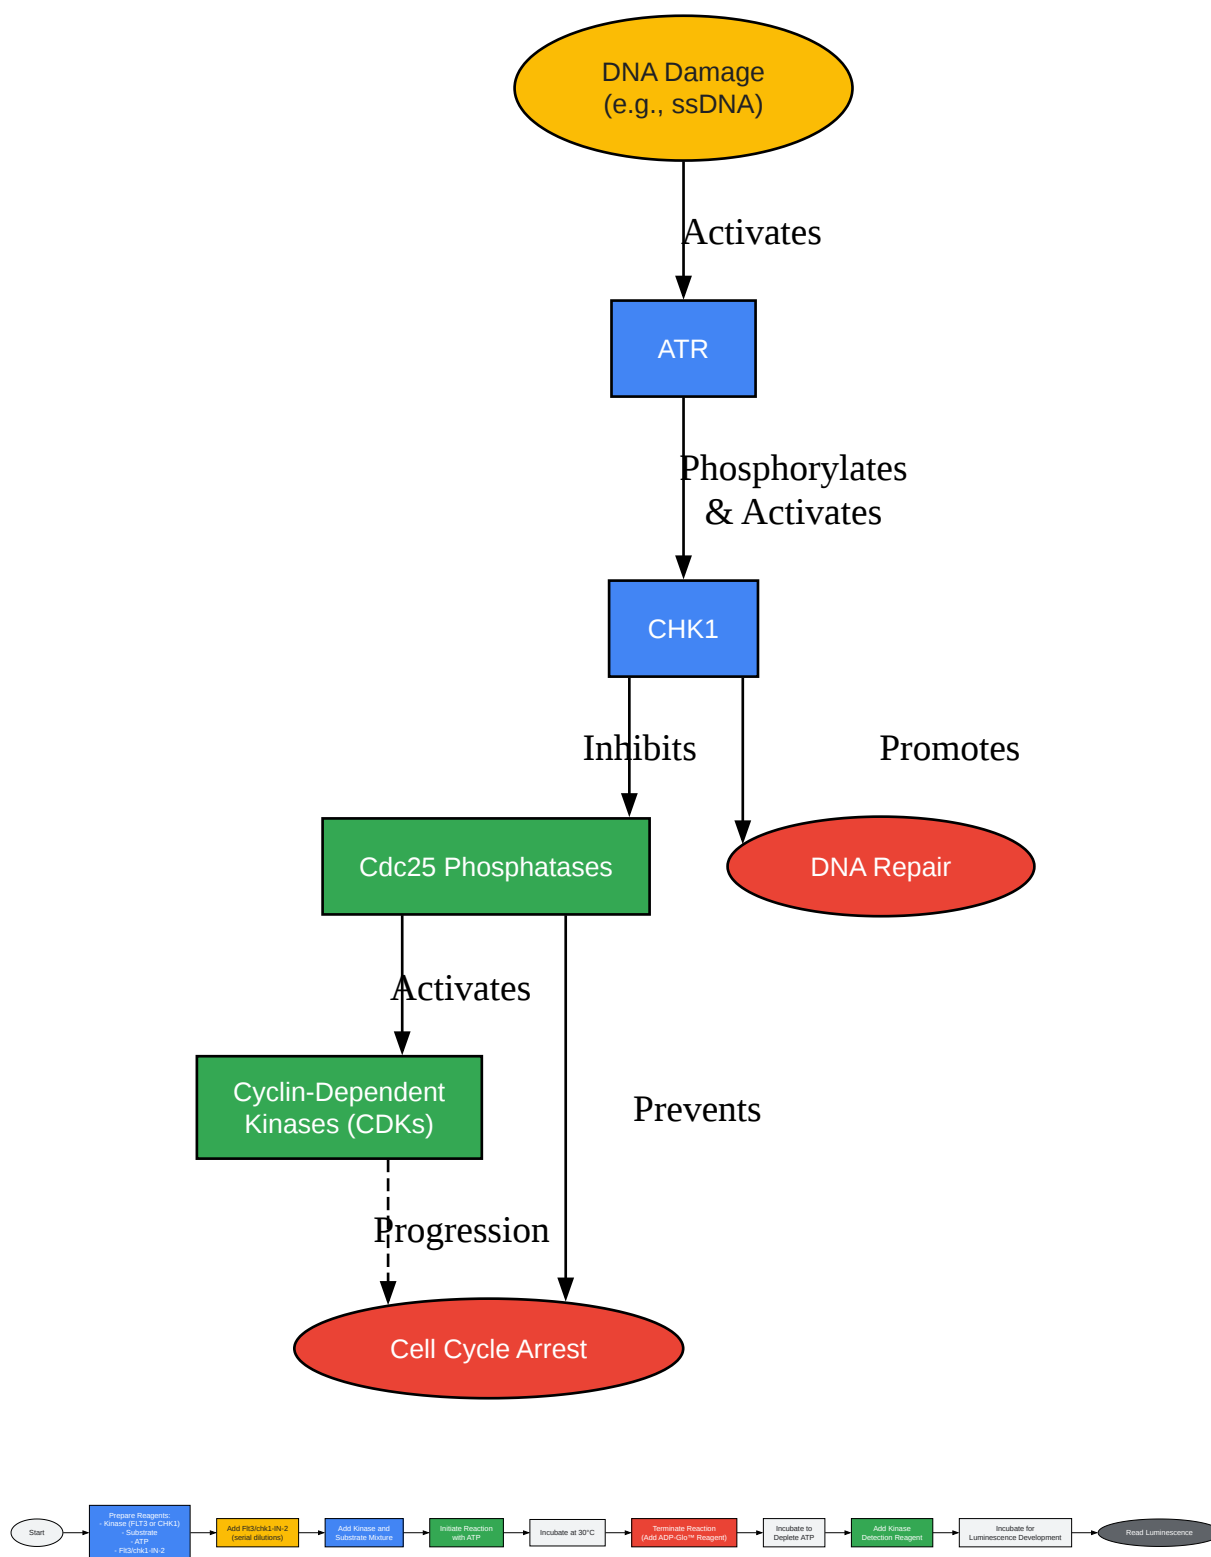 DNA Damage
(e.g., ssDNA)
Activates
ATR
Phosphorylates
& Activates
CHK1
Inhibits
Promotes
Cdc25 Phosphatases
DNA Repair
Activates
Cyclin-Dependent
Kinases (CDKs)
Prevents
Progression
Cell Cycle Arrest
Start
Prepare Reagents:
- Kinase (FLT3 or CHK1)
- Substrate
- ATP
- Flt3/chk1-IN-2
Add Flt3/chk1-IN-2
(serial dilutions)
Add Kinase and
Substrate Mixture
Initiate Reaction
with ATP
Incubate at 30°C
Terminate Reaction
(Add ADP-Glo™ Reagent)
Incubate to
Deplete ATP
Add Kinase
Detection Reagent
Incubate for
Luminescence Development
Read Luminescence